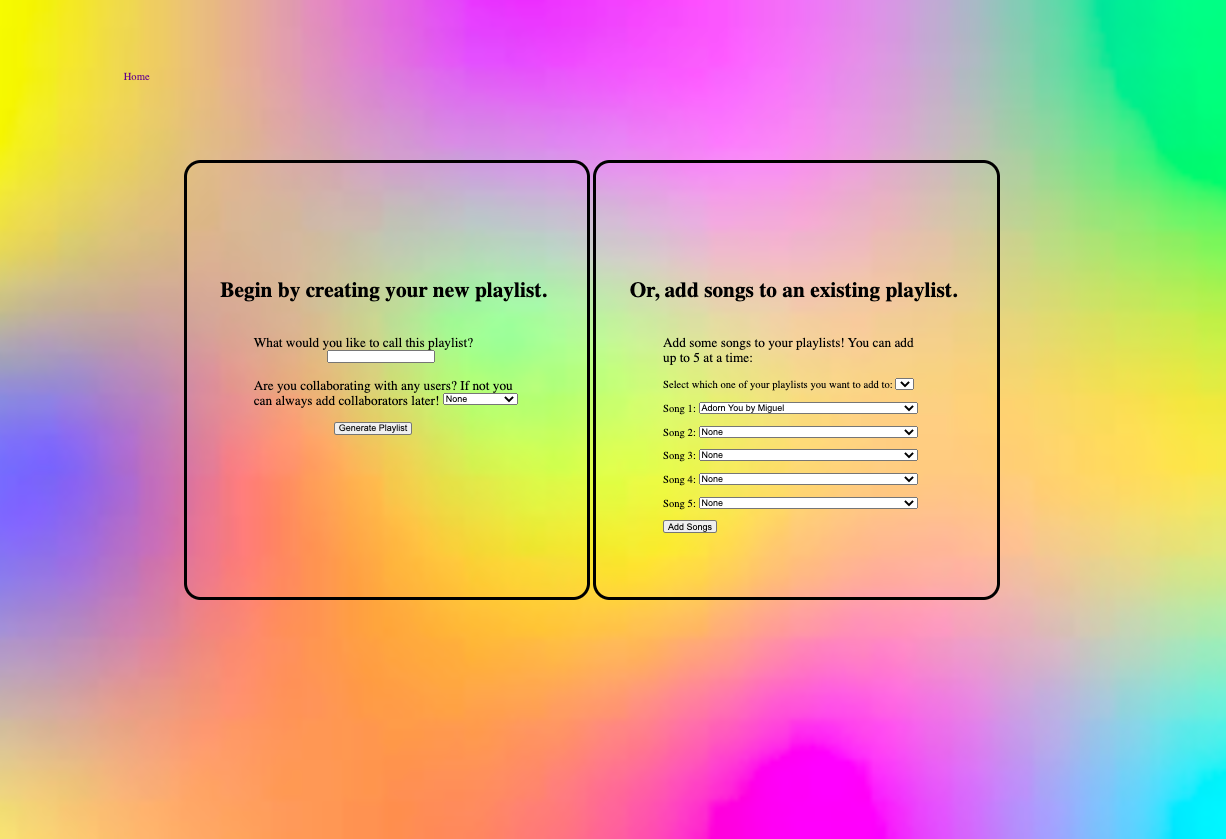 Home
Begin by creating your new playlist.
What would you like to call this playlist?
Are you collaborating with any users? If not you
can always add collaborators later! None
Generate Playlist
Or, add songs to an existing playlist.
Add some songs to your playlists! You can add
up to 5 at a time:
Select which one of your playlists you want to add to:
Song 1: Adorn You by Miguel
Song 2: None
Song 3: None
Song 4: None
Song 5: None
Add Songs